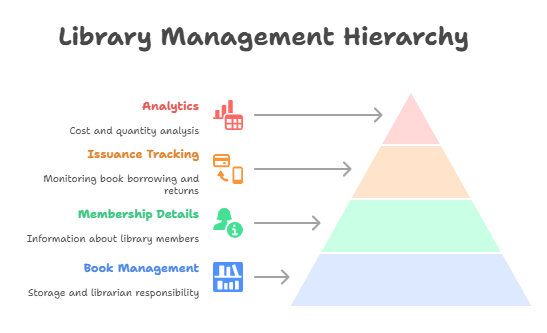 Library Management Hierarchy
Analytics
Cost and quantity analysis
Issuance Tracking
Monitoring book borrowing and
returns
Membership Details
Information about library members
Book Management
Storage and librarian responsibility